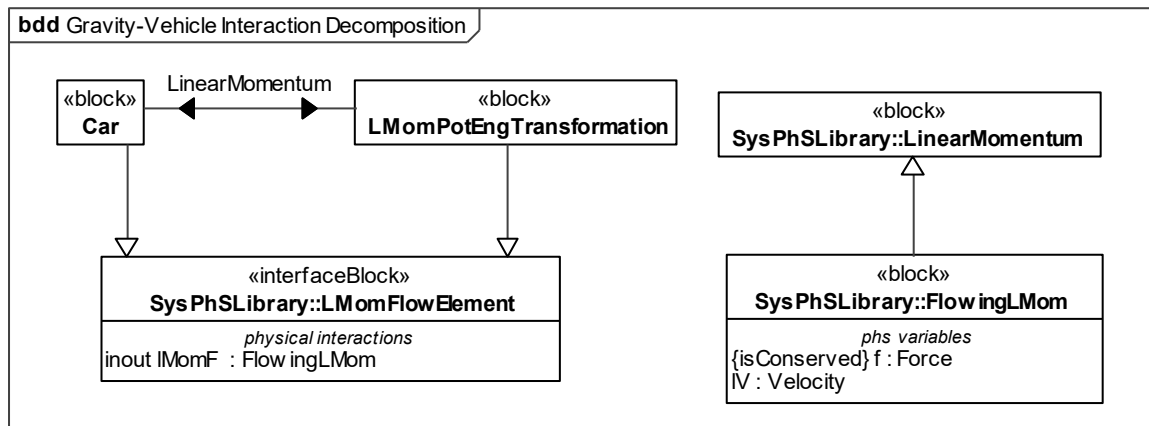 bdd Gravity-Vehicle Interaction Decomposition
LinearMomentum
«block»
Car
«block»
LMomPotEngTransformation
«block»
SysPhSLibrary::LinearMomentum
«interfaceBlock»
SysPhSLibrary::LMomFlowElement
physical interactions
inout lMomF : FlowingLMom
«block»
SysPhSLibrary::FlowingLMom
phs variables
{isConserved} f : Force
lV : Velocity